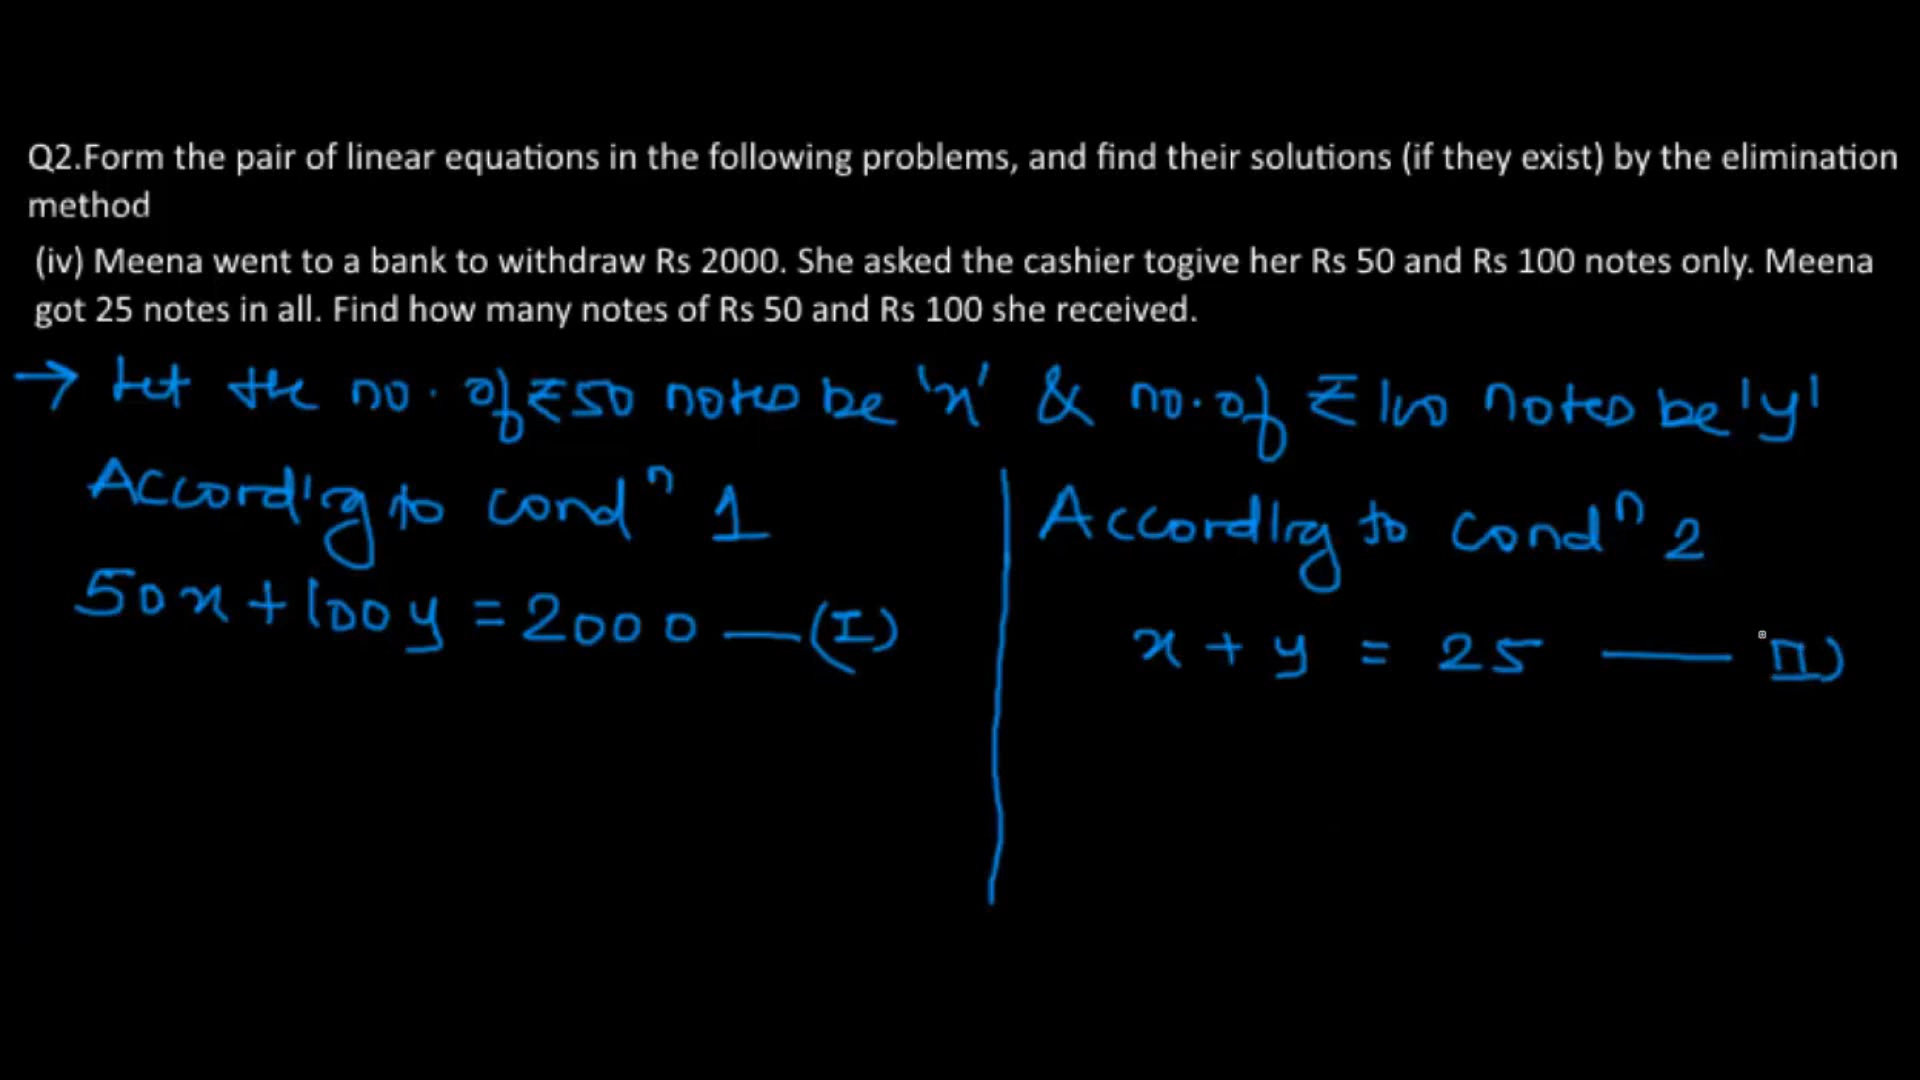 Q2.Form the pair of linear equations in the following problems, and find their solutions (if they exist) by the elimination
method
(iv) Meena went to a bank to withdraw Rs 2000. She asked the cashier togive her Rs 50 and Rs 100 notes only. Meena
got 25 notes in all. Find how many notes of Rs 50 and Rs 100 she received.
→ Let the no. of ₹50 notes be 'x' & no. of ₹100 notes be 'y'
According to condⁿ 1
50x+100y = 2000 — (I)
According to condⁿ 2
x + y = 25 — II)